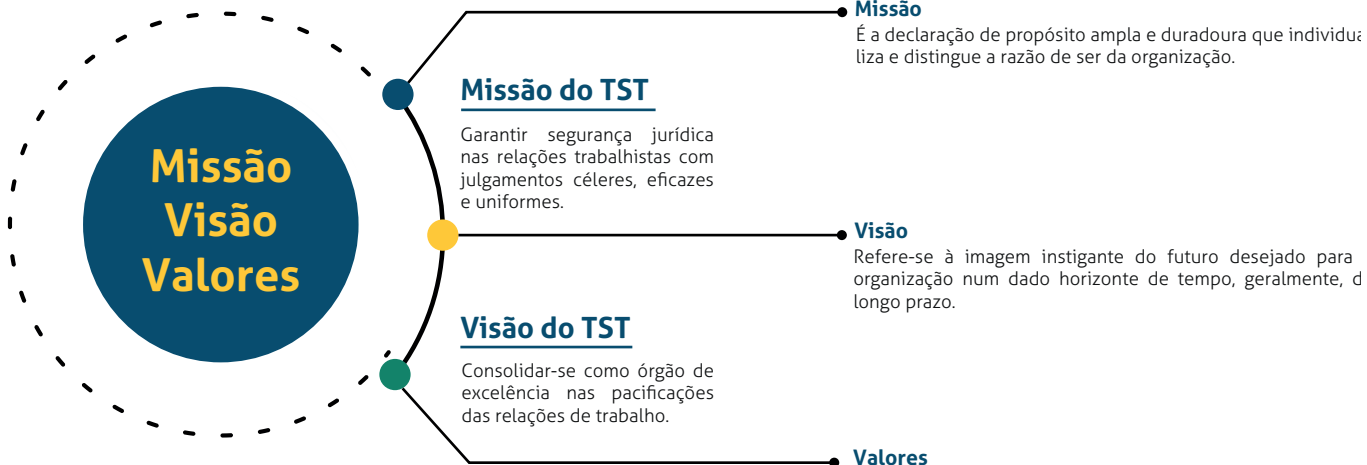 Missão
Visão
Valores
Missão do TST
Garantir segurança jurídica
nas relações trabalhistas com
julgamentos céleres, eficazes
e uniformes.
Visão do TST
Consolidar-se como órgão de
excelência nas pacificações
das relações de trabalho.
Missão
É a declaração de propósito ampla e duradoura que individua
liza e distingue a razão de ser da organização.
Visão
Refere-se à imagem instigante do futuro desejado para
organização num dado horizonte de tempo, geralmente, d
longo prazo.
Valores